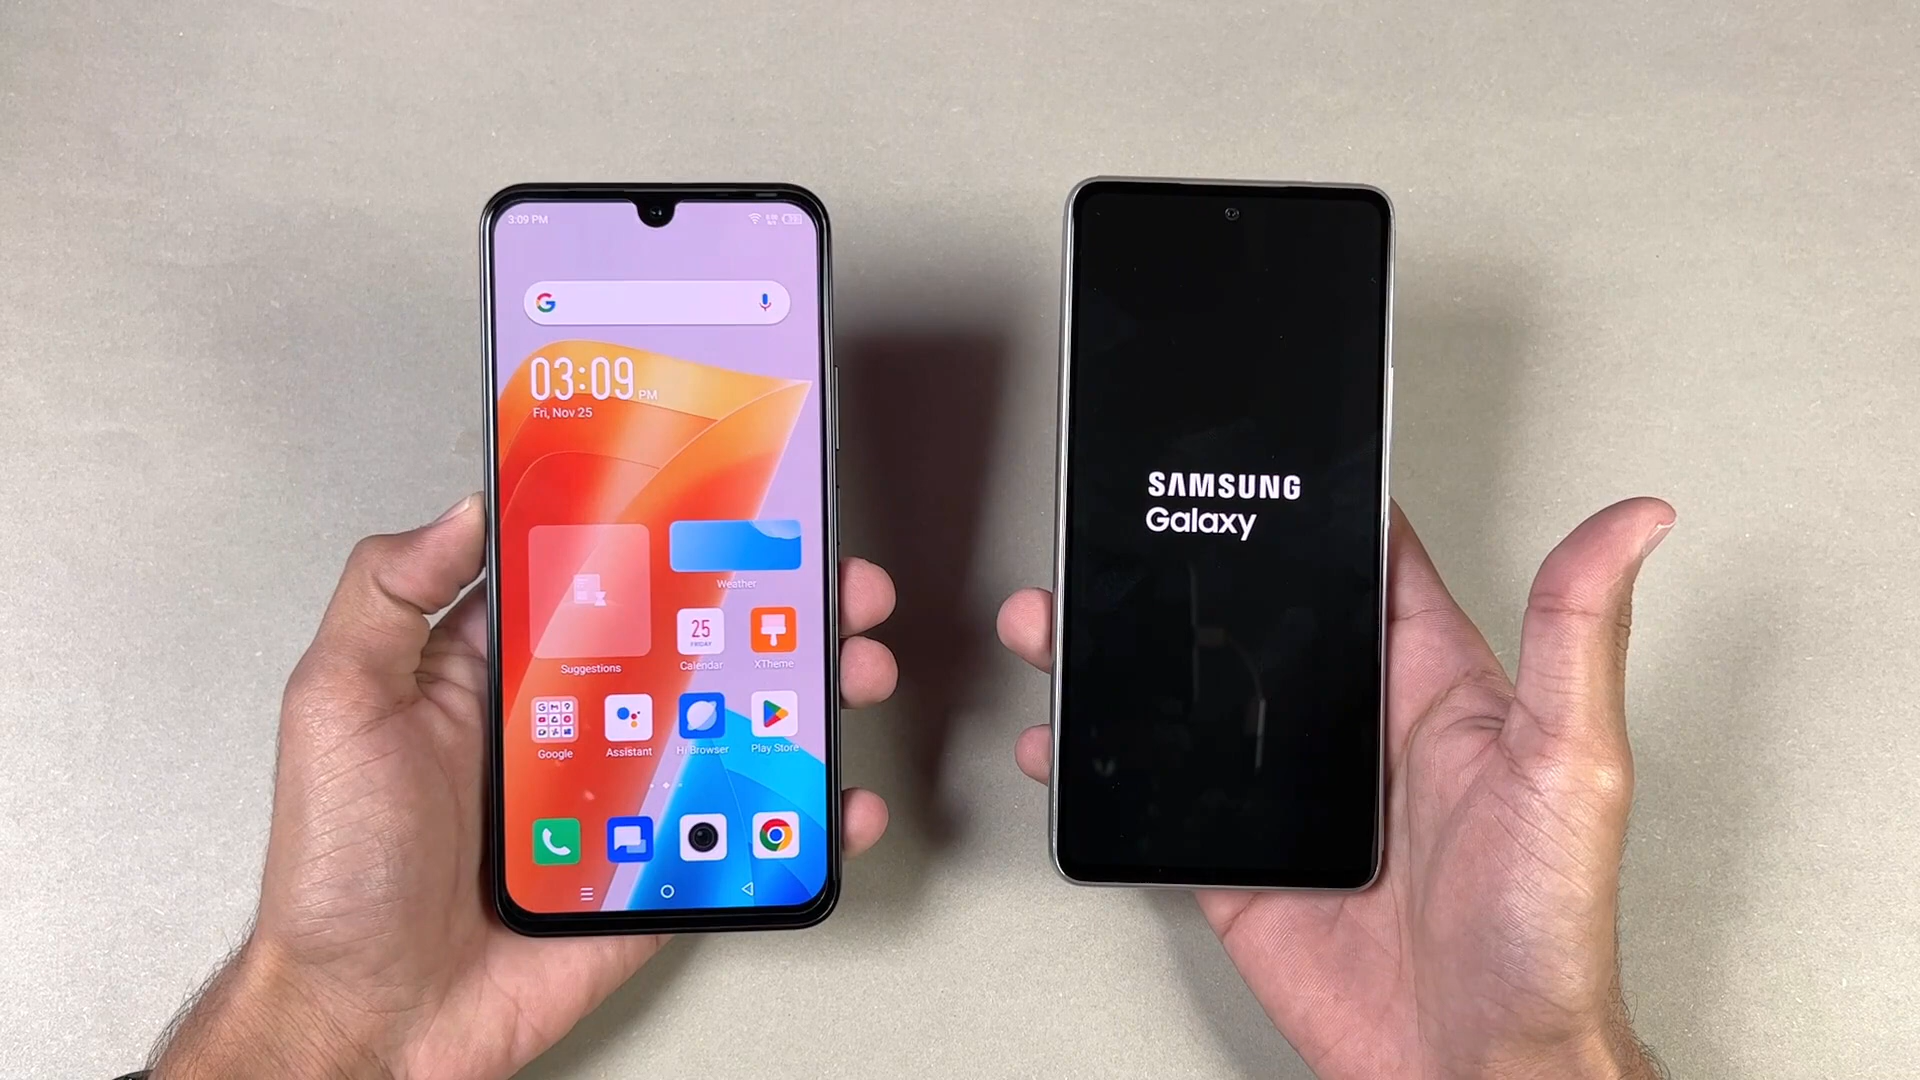 3:09 PM
03:09 PM
Fri, Nov 25
Weather
25
FRIDAY
Calendar
XTheme
Suggestions
Google
Assistant
Hi Browser
Play Store
SAMSUNG
Galaxy